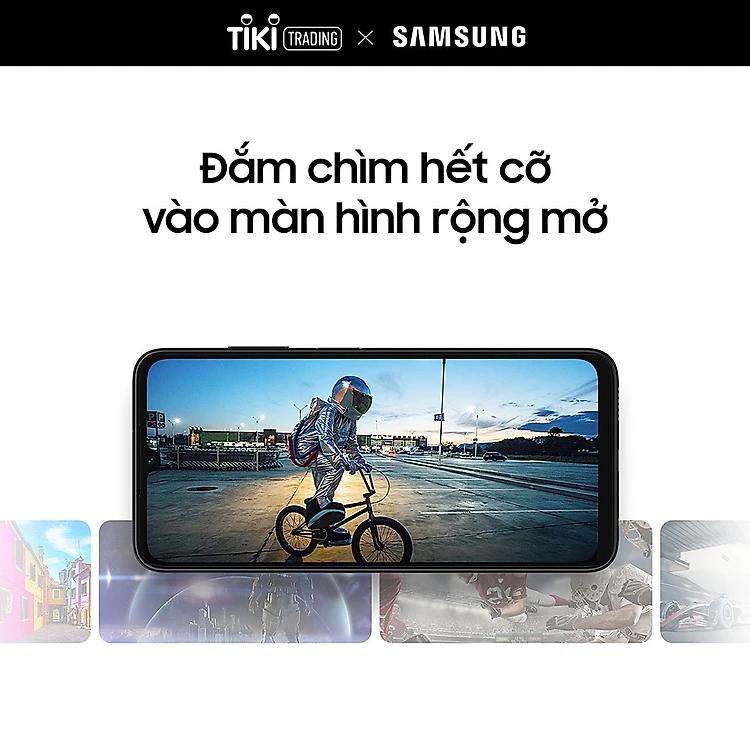 TIKI TRADING × SAMSUNG
Đắm chìm hết cỡ
vào màn hình rộng mở